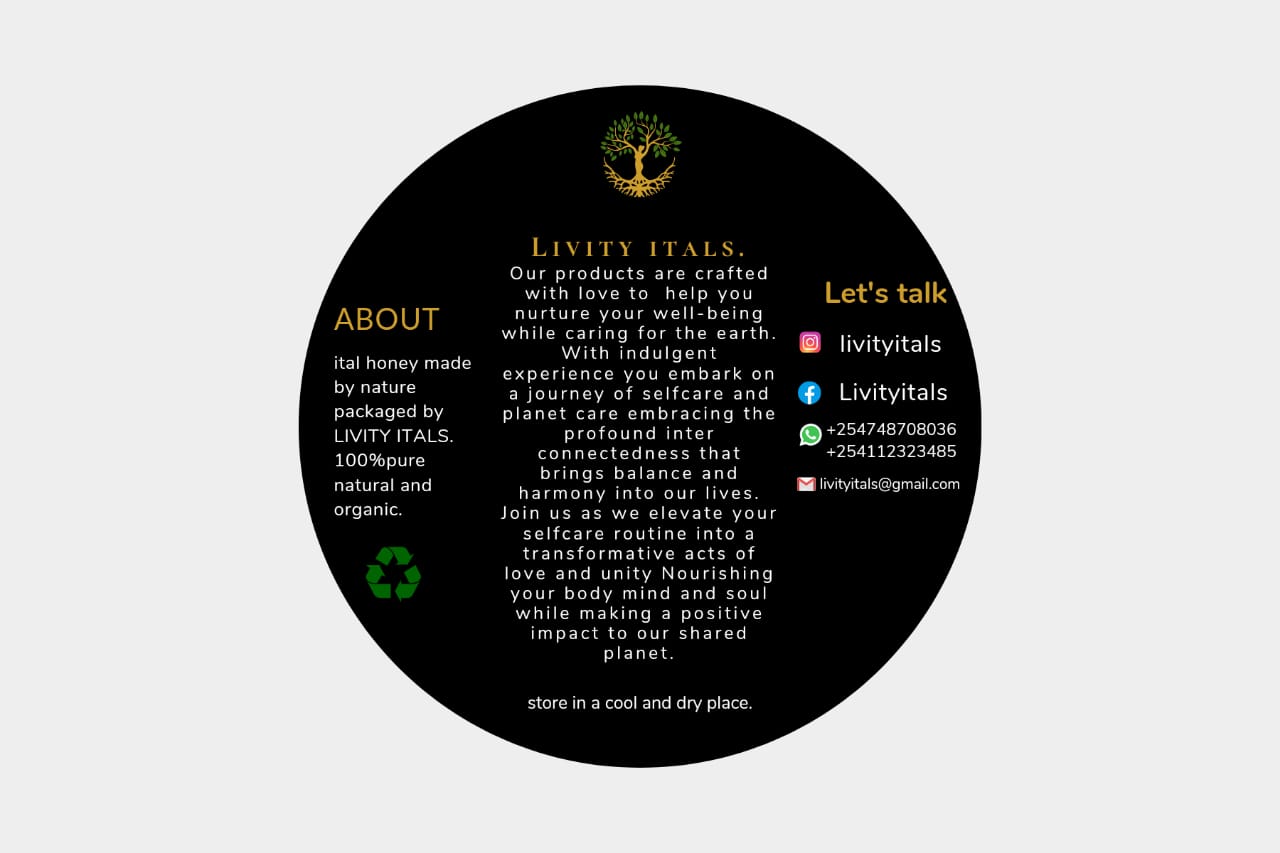 LIVITY ITALS.
Our products are crafted
with love to  help you
nurture your well-being
while caring for the earth.
With indulgent
experience you embark on
a journey of selfcare and
planet care embracing the
profound inter
connectedness that
brings balance and
harmony into our lives.
Join us as we elevate your
selfcare routine into a
transformative acts of
love and unity Nourishing
your body mind and soul
while making a positive
impact to our shared
planet.
store in a cool and dry place.
ABOUT
ital honey made
by nature
packaged by
LIVITY ITALS.
100%pure
natural and
organic.
Let's talk
livityitals
Livityitals
+254748708036
+254112323485
livityitals@gmail.com